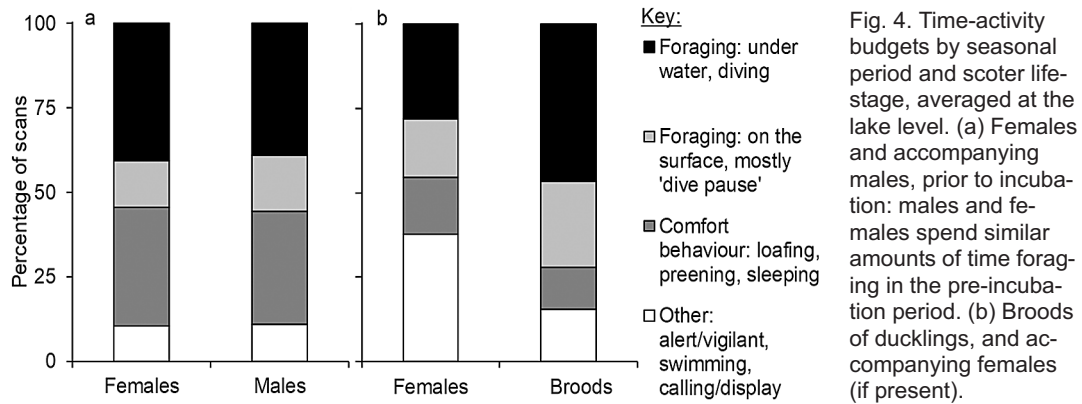 100
75
50
25
0
Percentage of scans
a
b
Females
Males
Females
Broods
Key:
Foraging: under
water, diving
Foraging: on the
surface, mostly
'dive pause'
Comfort
behaviour: loafing,
preening, sleeping
Other:
alert/vigilant,
swimming,
calling/display
Fig. 4. Time-activity
budgets by seasonal
period and scoter life-
stage, averaged at the
lake level. (a) Females
and accompanying
males, prior to incuba-
tion: males and fe-
males spend similar
amounts of time forag-
ing in the pre-incuba-
tion period. (b) Broods
of ducklings, and ac-
companying females
(if present).